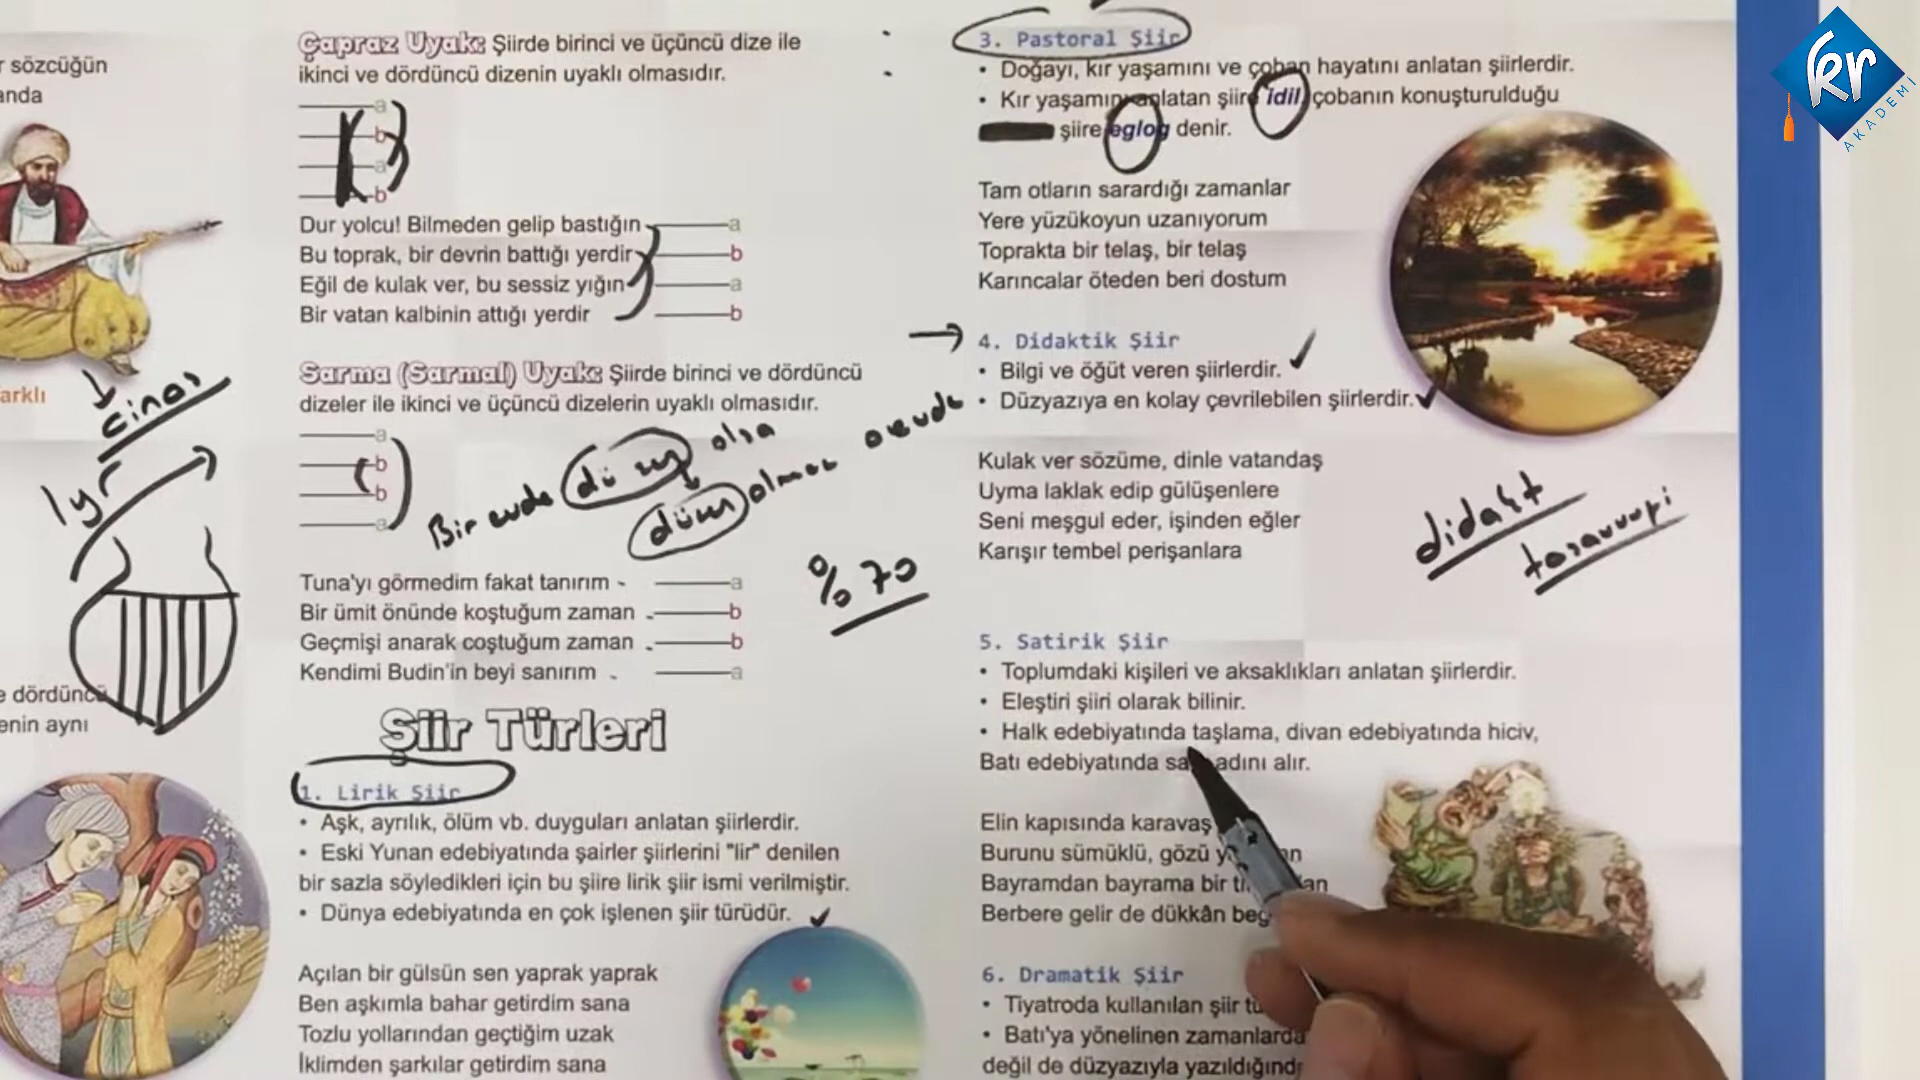 r sözcüğün
anda
arklı
cinas
lyr
e dördüncü
enin aynı
Çapraz Uyak: Şiirde birinci ve üçüncü dize ile
ikinci ve dördüncü dizenin uyaklı olmasıdır.
a
b
a
b
Dur yolcu! Bilmeden gelip bastığın a
Bu toprak, bir devrin battığı yerdir b
Eğil de kulak ver, bu sessiz yığın a
Bir vatan kalbinin attığı yerdir b
Sarma (Sarmal) Uyak: Şiirde birinci ve dördüncü
dizeler ile ikinci ve üçüncü dizelerin uyaklı olmasıdır.
a
b
b
a
Bir evde olsa
olmaz
Tuna'yı görmedim fakat tanırım a
Bir ümit önünde koştuğum zaman b
Geçmişi anarak coştuğum zaman b
Kendimi Budin'in beyi sanırım a
%70
Şiir Türleri
1. Lirik Şiir
• Aşk, ayrılık, ölüm vb. duyguları anlatan şiirlerdir.
• Eski Yunan edebiyatında şairler şiirlerini "lir" denilen
bir sazla söyledikleri için bu şiire lirik şiir ismi verilmiştir.
• Dünya edebiyatında en çok işlenen şiir türüdür.
Açılan bir gülsün sen yaprak yaprak
Ben aşkımla bahar getirdim sana
Tozlu yollarından geçtiğim uzak
İklimden şarkılar getirdim sana
3. Pastoral Şiir
• Doğayı, kır yaşamını ve çoban hayatını anlatan şiirlerdir.
• Kır yaşamını anlatan şiire idil, çobanın konuşturulduğu
şiire eglog denir.
Tam otların sarardığı zamanlar
Yere yüzükoyun uzanıyorum
Toprakta bir telaş, bir telaş
Karıncalar öteden beri dostum
4. Didaktik Şiir
• Bilgi ve öğüt veren şiirlerdir.
• Düzyazıya en kolay çevrilebilen şiirlerdir.
Kulak ver sözüme, dinle vatandaş
Uyma laklak edip gülüşenlere
Seni meşgul eder, işinden eğler
Karışır tembel perişanlara
didakt
tasavvufi
5. Satirik Şiir
• Toplumdaki kişileri ve aksaklıkları anlatan şiirlerdir.
• Eleştiri şiiri olarak bilinir.
• Halk edebiyatında taşlama, divan edebiyatında hiciv,
Batı edebiyatında sa adını alır.
Elin kapısında karavaş
Burunu sümüklü, gözü y an
Bayramdan bayrama bir tı lan
Berbere gelir de dükkân beğ
6. Dramatik Şiir
• Tiyatroda kullanılan şiir tü
• Batı'ya yönelinen zamanlarda
değil de düzyazıyla yazıldığınd
kr
AKADEMİ